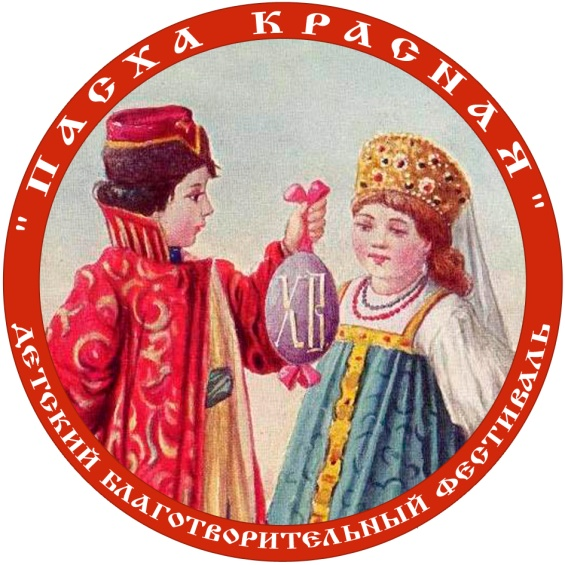 "ПАСХА КРАСНАЯ"
ХВ
ДЕТСКИЙ БЛАГОТВОРИТЕЛЬНЫЙ ФЕСТИВАЛЬ